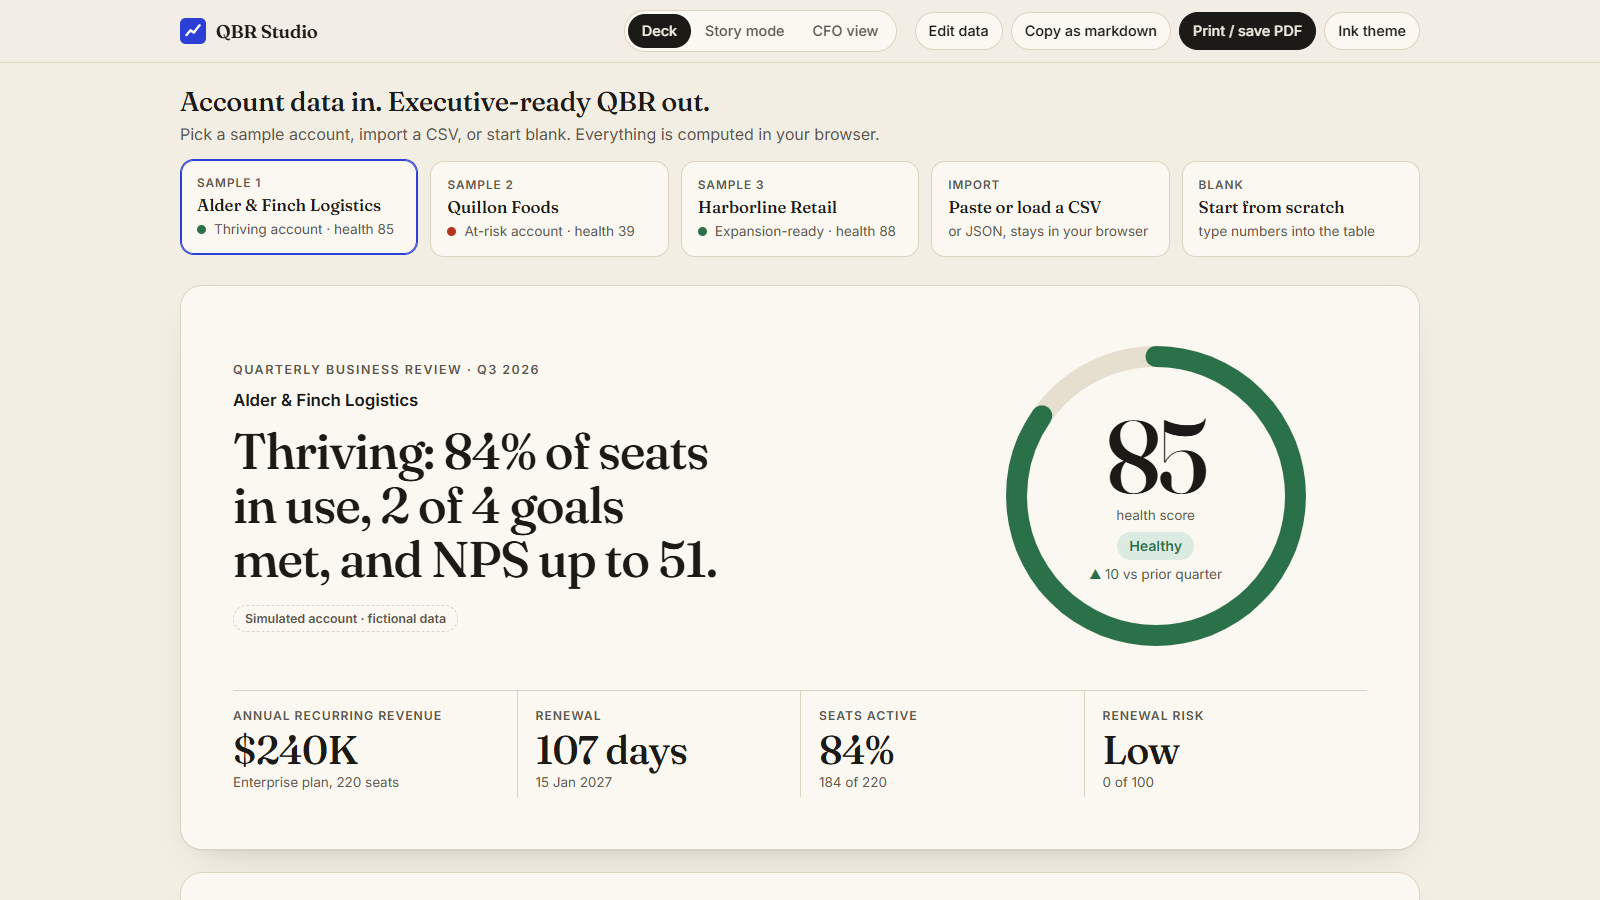 QBR Studio
Deck
Story mode
CFO view
Edit data
Copy as markdown
Print / save PDF
Ink theme
Account data in. Executive-ready QBR out.
Pick a sample account, import a CSV, or start blank. Everything is computed in your browser.
SAMPLE 1
Alder & Finch Logistics
Thriving account · health 85
SAMPLE 2
Quillon Foods
At-risk account · health 39
SAMPLE 3
Harborline Retail
Expansion-ready · health 88
IMPORT
Paste or load a CSV
or JSON, stays in your browser
BLANK
Start from scratch
type numbers into the table
QUARTERLY BUSINESS REVIEW · Q3 2026
Alder & Finch Logistics
Thriving: 84% of seats
in use, 2 of 4 goals
met, and NPS up to 51.
Simulated account · fictional data
85
health score
Healthy
▲ 10 vs prior quarter
ANNUAL RECURRING REVENUE
$240K
Enterprise plan, 220 seats
RENEWAL
107 days
15 Jan 2027
SEATS ACTIVE
84%
184 of 220
RENEWAL RISK
Low
0 of 100